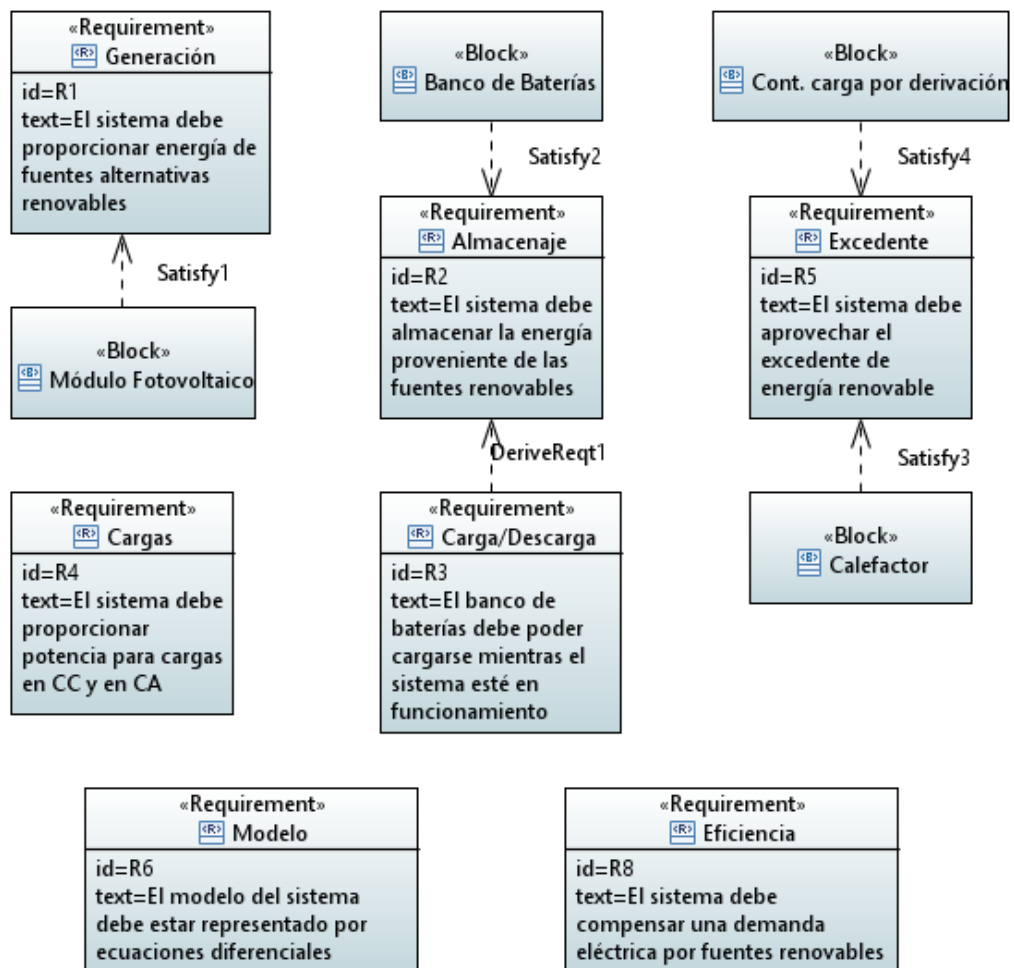 «Requirement»
Generación
id=R1
text=El sistema debe
proporcionar energía de
fuentes alternativas
renovables
Satisfy1
«Block»
Módulo Fotovoltaico
«Requirement»
Cargas
id=R4
text=El sistema debe
proporcionar
potencia para cargas
en CC y en CA
«Block»
Banco de Baterías
Satisfy2
«Requirement»
Almacenaje
id=R2
text=El sistema debe
almacenar la energía
proveniente de las
fuentes renovables
DeriveReqt1
«Requirement»
Carga/Descarga
id=R3
text=El banco de
baterías debe poder
cargarse mientras el
sistema esté en
funcionamiento
«Block»
Cont. carga por derivación
Satisfy4
«Requirement»
Excedente
id=R5
text=El sistema debe
aprovechar el
excedente de
energía renovable
Satisfy3
«Block»
Calefactor
«Requirement»
Modelo
id=R6
text=El modelo del sistema
debe estar representado por
ecuaciones diferenciales
«Requirement»
Eficiencia
id=R8
text=El sistema debe
compensar una demanda
eléctrica por fuentes renovables